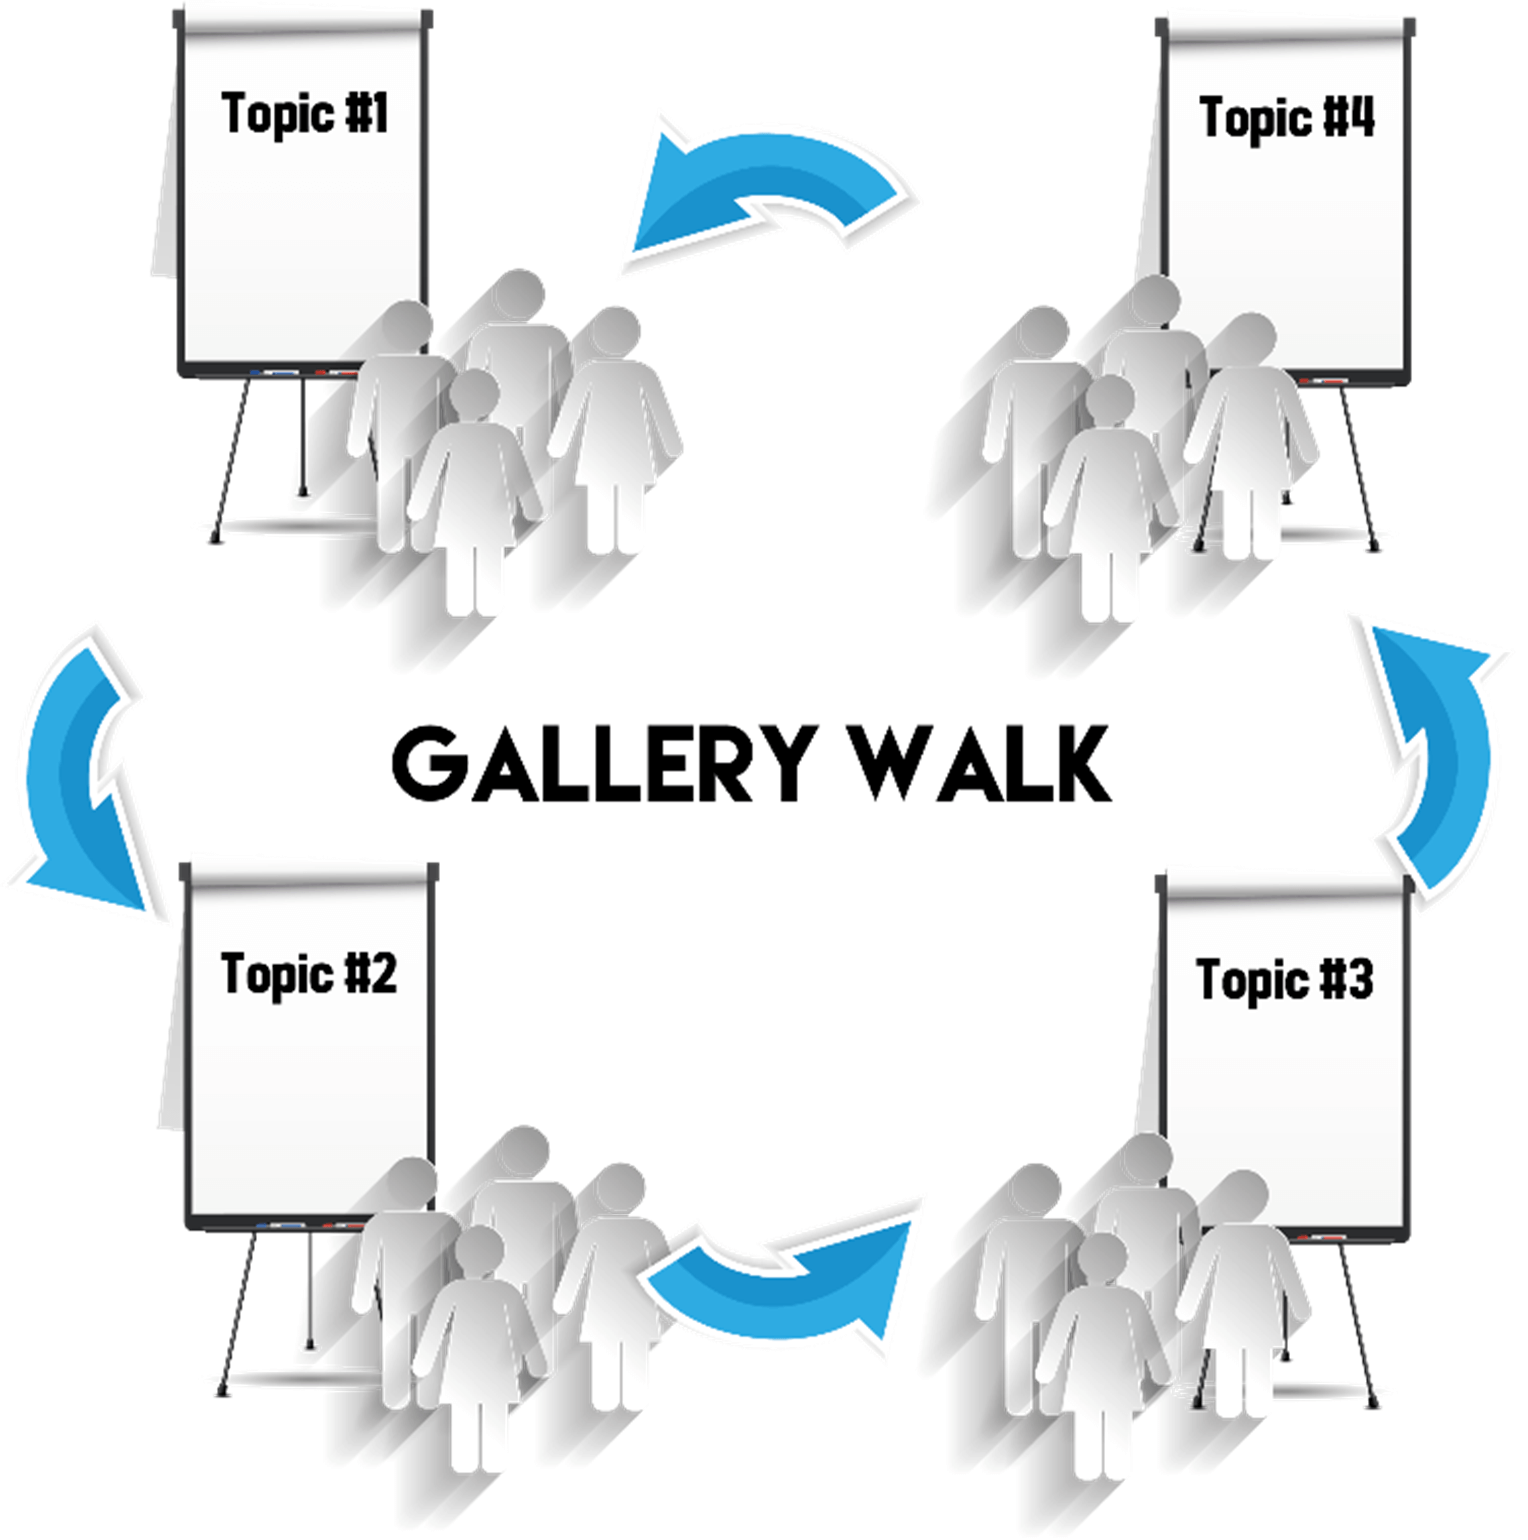 Topic #1
Topic #4
GALLERY WALK
Topic #2
Topic #3